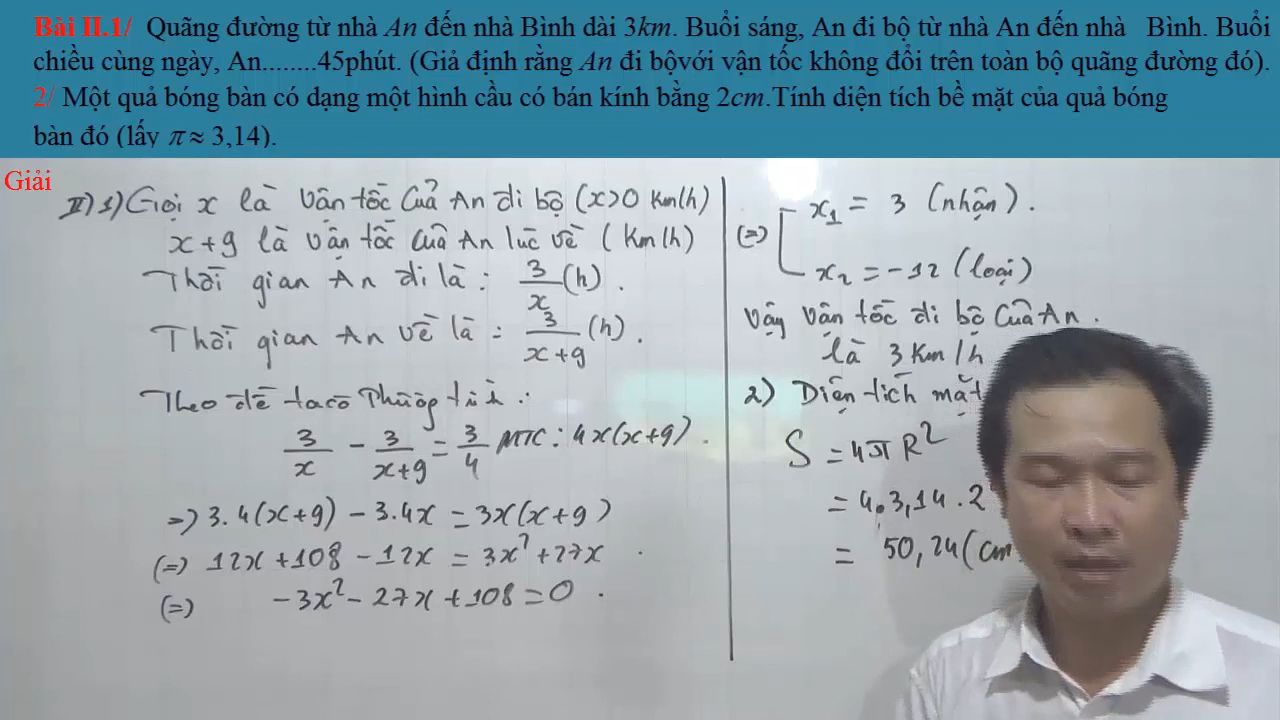 Bài II.1/ Quãng đường từ nhà An đến nhà Bình dài 3km. Buổi sáng, An đi bộ từ nhà An đến nhà Bình. Buổi
chiều cùng ngày, An........45phút. (Giả định rằng An đi bộvới vận tốc không đổi trên toàn bộ quãng đường đó).
2/ Một quả bóng bàn có dạng một hình cầu có bán kính bằng 2cm.Tính diện tích bề mặt của quả bóng
bàn đó (lấy π ≈ 3,14).
Giải
II) 1) Gọi x là vận tốc của An đi bộ (x>0 km/h)
x+9 là vận tốc của An lúc về (km/h)
Thời gian An đi là: 3/x (h).
Thời gian An về là = 3/(x+9) (h).
Theo đề ta có
3/x - 3/(x+9) = 3/4 MTC: 4x(x+9).
=> 3.4(x+9) - 3.4x = 3x(x+9)
(=) 12x + 108 - 12x = 3x² + 27x
(=) -3x² - 27x + 108 = 0.
(=) x₁ = 3 (nhận).
x₂ = -12 (loại)
Vậy vận tốc đi bộ của An.
là 3 km/h
2) Diện tích mặt
S = 4πR²
= 4.3,14.2
= 50,24 (cm